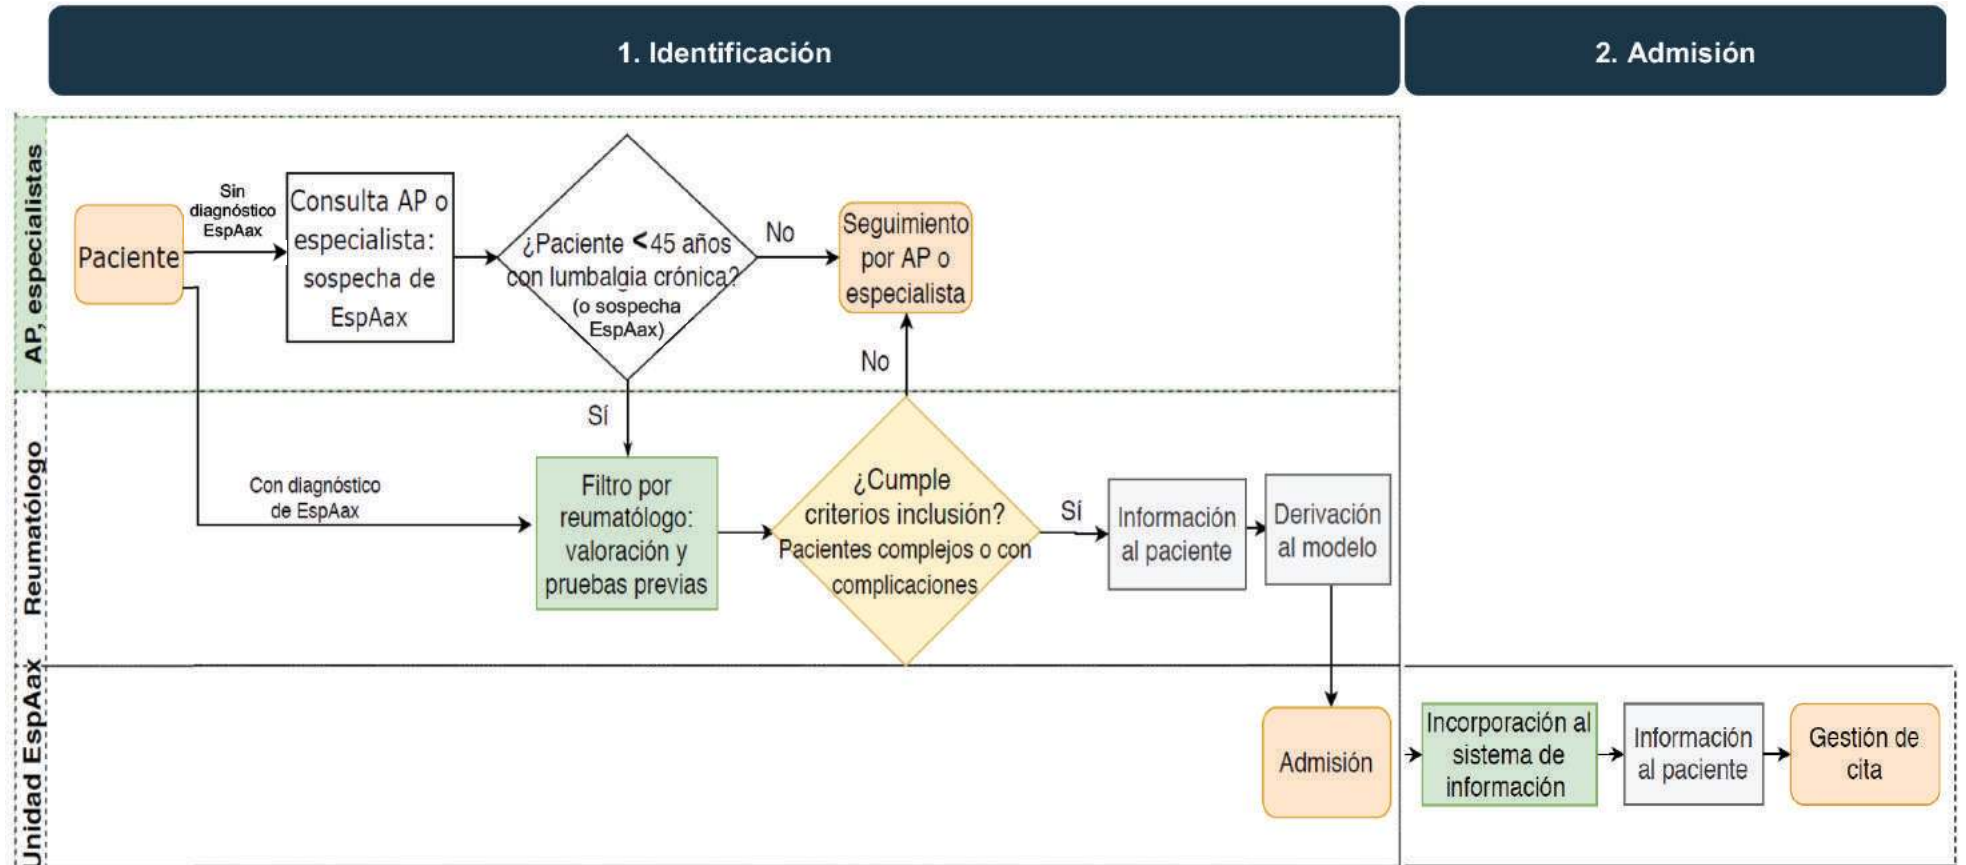 1. Identificación
2. Admisión
AP, especialistas
Paciente
Sin
diagnóstico
EspAax
Consulta AP o
especialista:
sospecha de
EspAax
¿Paciente <45 años
con lumbalgia crónica?
(o sospecha
EspAax)
No
Seguimiento
por AP o
especialista
No
Sí
Reumatólogo
Con diagnóstico
de EspAax
Filtro por
reumatólogo:
valoración y
pruebas previas
¿Cumple
criterios inclusión?
Pacientes complejos o con
complicaciones
Sí
Información
al paciente
Derivación
al modelo
Unidad EspAax
Admisión
Incorporación al
sistema de
información
Información
al paciente
Gestión de
cita